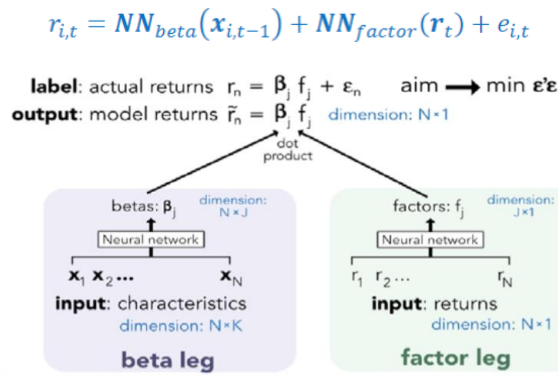 r_{i,t} = NN_{beta}(x_{i,t−1}) + NN_{factor}(r_t) + e_{i,t}
label: actual returns r_n = β_j f_j + ε_n aim → min ε'ε
output: model returns r̃_n = β_j f_j dimension: N×1
dot
product
betas: β_j dimension:
N×J
Neural network
x_1 x_2... x_N
input: characteristics
dimension: N×K
beta leg
factors: f_j dimension:
J×1
Neural network
r_1 r_2... r_N
input: returns
dimension: N×1
factor leg